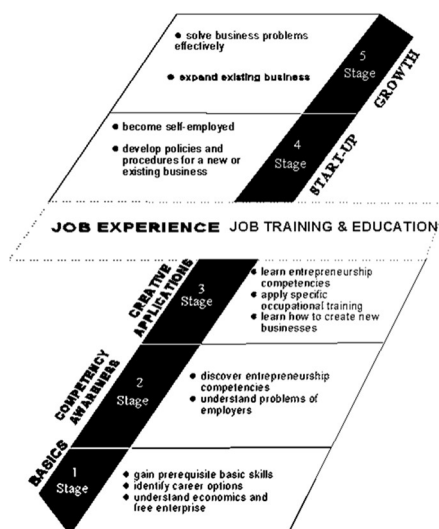 • solve business problems
effectively
• expand existing business
5
Stage
GROWTH
• become self-employed
• develop policies and
procedures for a new or
existing business
4
Stage
START-UP
JOB EXPERIENCE JOB TRAINING & EDUCATION
CREATIVE
APPLICATIONS
3
Stage
• learn entrepreneurship
competencies
• apply specific
occupational training
• learn how to create new
businesses
COMPETENCY
AWARENESS
2
Stage
• discover entrepreneurship
competencies
• understand problems of
employers
BASICS
1
Stage
• gain prerequisite basic skills
• identify career options
• understand economics and
free enterprise